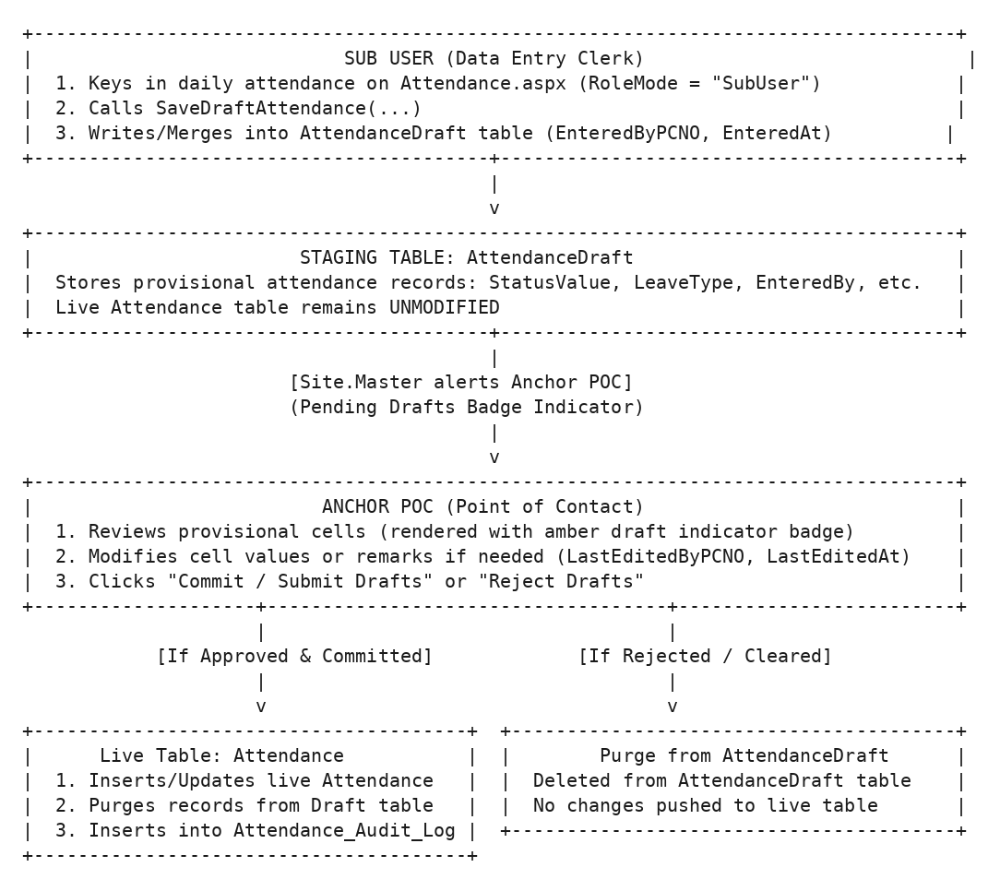 +------------------------------------------------------------------------------------+
|                            SUB USER (Data Entry Clerk)                              |
|  1. Keys in daily attendance on Attendance.aspx (RoleMode = "SubUser")             |
|  2. Calls SaveDraftAttendance(...)                                                 |
|  3. Writes/Merges into AttendanceDraft table (EnteredByPCNO, EnteredAt)           |
+-----------------------------------------+------------------------------------------+
                                          |
                                          v
+------------------------------------------------------------------------------------+
|                        STAGING TABLE: AttendanceDraft                              |
|  Stores provisional attendance records: StatusValue, LeaveType, EnteredBy, etc.   |
|  Live Attendance table remains UNMODIFIED                                          |
+-----------------------------------------+------------------------------------------+
                                          |
                        [Site.Master alerts Anchor POC]
                        (Pending Drafts Badge Indicator)
                                          |
                                          v
+------------------------------------------------------------------------------------+
|                          ANCHOR POC (Point of Contact)                             |
|  1. Reviews provisional cells (rendered with amber draft indicator badge)          |
|  2. Modifies cell values or remarks if needed (LastEditedByPCNO, LastEditedAt)     |
|  3. Clicks "Commit / Submit Drafts" or "Reject Drafts"                             |
+--------------------+------------------------------------+--------------------------+
                     |                                    |
            [If Approved & Committed]             [If Rejected / Cleared]
                     |                                    |
                     v                                    v
+---------------------------------------+  +-----------------------------------------+
|      Live Table: Attendance           |  |        Purge from AttendanceDraft       |
|  1. Inserts/Updates live Attendance   |  |  Deleted from AttendanceDraft table     |
|  2. Purges records from Draft table   |  |  No changes pushed to live table        |
|  3. Inserts into Attendance_Audit_Log |  +-----------------------------------------+
+---------------------------------------+